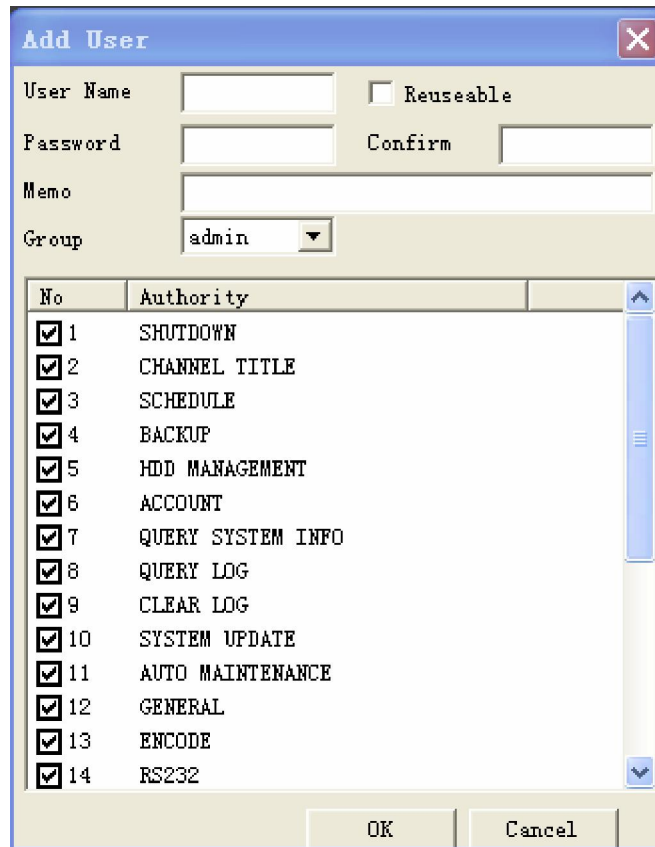 Add User
User Name Reuseable
Password Confirm
Memo
Group admin
No Authority
1 SHUTDOWN
2 CHANNEL TITLE
3 SCHEDULE
4 BACKUP
5 HDD MANAGEMENT
6 ACCOUNT
7 QUERY SYSTEM INFO
8 QUERY LOG
9 CLEAR LOG
10 SYSTEM UPDATE
11 AUTO MAINTENANCE
12 GENERAL
13 ENCODE
14 RS232
OK Cancel